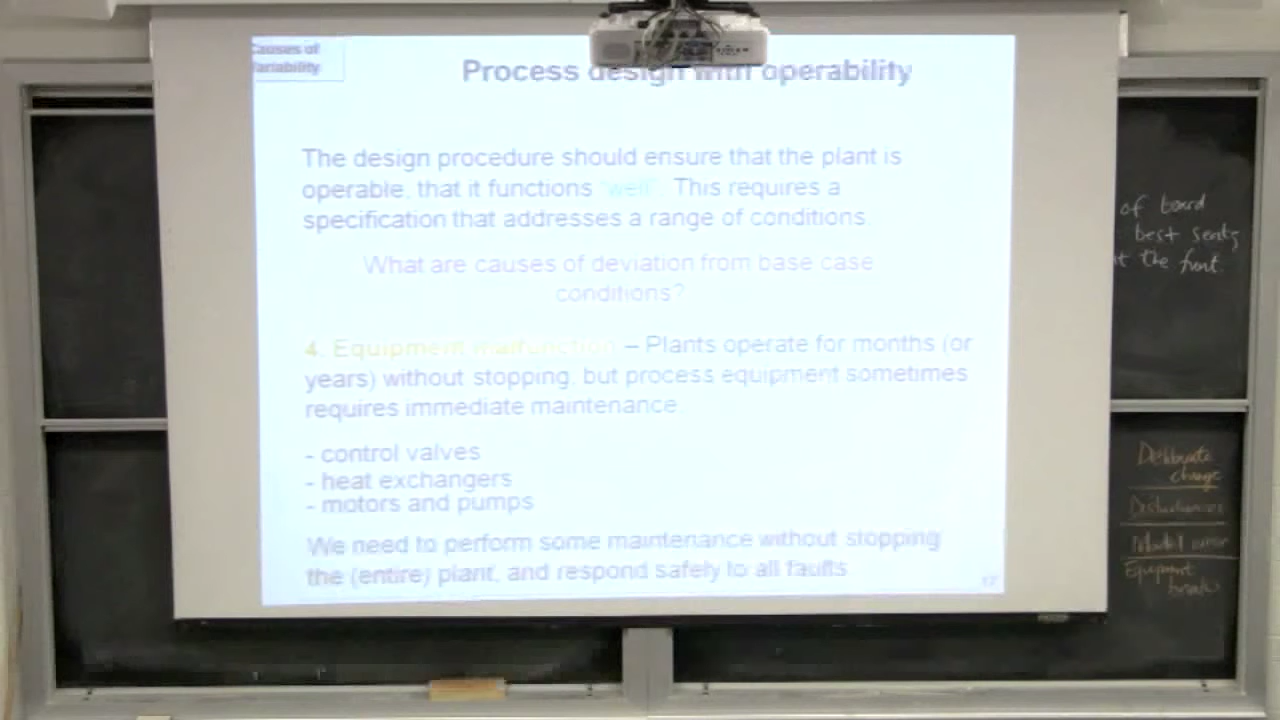 Causes of
Variability
Process design with operability
The design procedure should ensure that the plant is
operable, that it functions "well". This requires a
specification that addresses a range of conditions.
What are causes of deviation from base case
conditions?
4. Equipment malfunction – Plants operate for months (or
years) without stopping, but process equipment sometimes
requires immediate maintenance.
- control valves
- heat exchangers
- motors and pumps
We need to perform some maintenance without stopping
the (entire) plant, and respond safely to all faults
of board
best seats
at the front.
Deliberate
change
Disturbances
Model error
Equipment
breaks